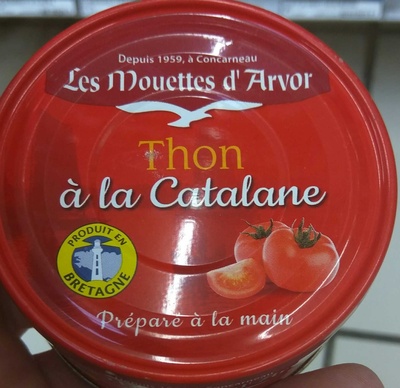 Depuis 1959, à Concarneau
Les Mouettes d'Arvor
Thon
à la Catalane
PRODUIT EN
BRETAGNE
Préparé à la main